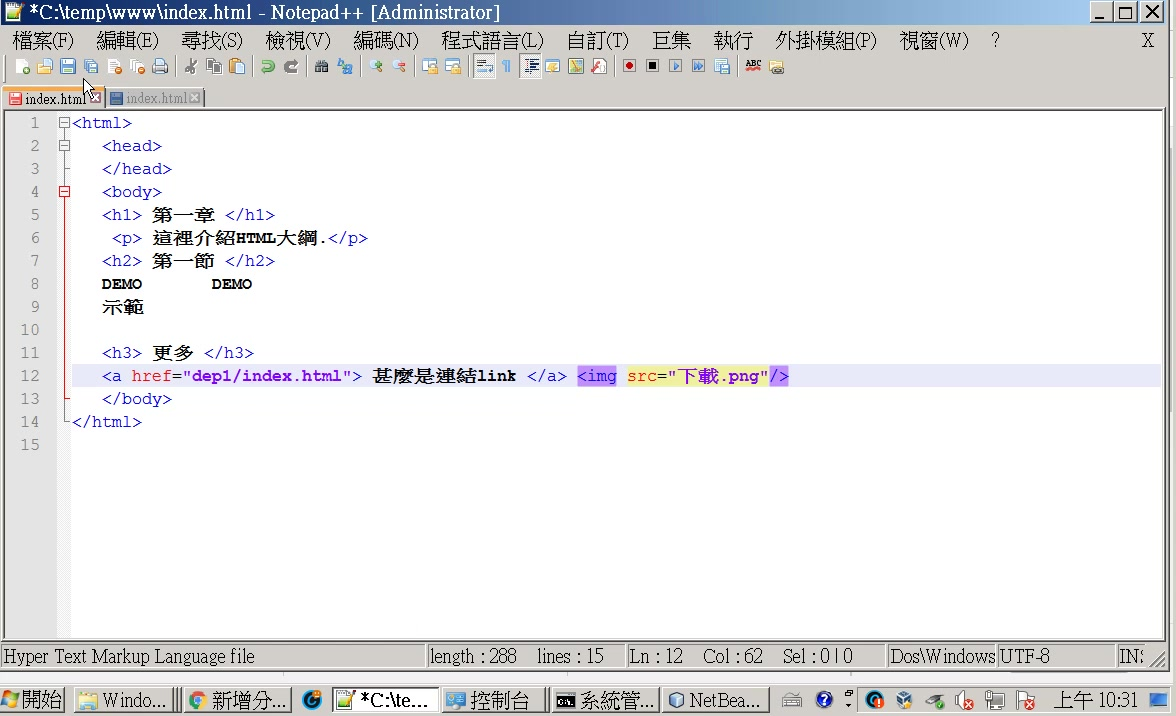 *C:\temp\www\index.html - Notepad++ [Administrator]
檔案(F) 編輯(E) 尋找(S) 檢視(V) 編碼(N) 程式語言(L) 自訂(T) 巨集 執行 外掛模組(P) 視窗(W) ? X
ABC
index.html index.html
1 <html>
2 <head>
3 </head>
4 <body>
5 <h1> 第一章 </h1>
6 <p> 這裡介紹HTML大綱.</p>
7 <h2> 第一節 </h2>
8 DEMO DEMO
9 示範
10
11 <h3> 更多 </h3>
12 <a href="dep1/index.html"> 甚麼是連結link </a> <img src="下載.png"/>
13 </body>
14 </html>
15
Hyper Text Markup Language file length : 288 lines : 15 Ln : 12 Col : 62 Sel : 0 | 0 Dos\Windows UTF-8 INS
開始 Windo... 新增分... *C:\te... 控制台 系統管... NetBea... 上午 10:31